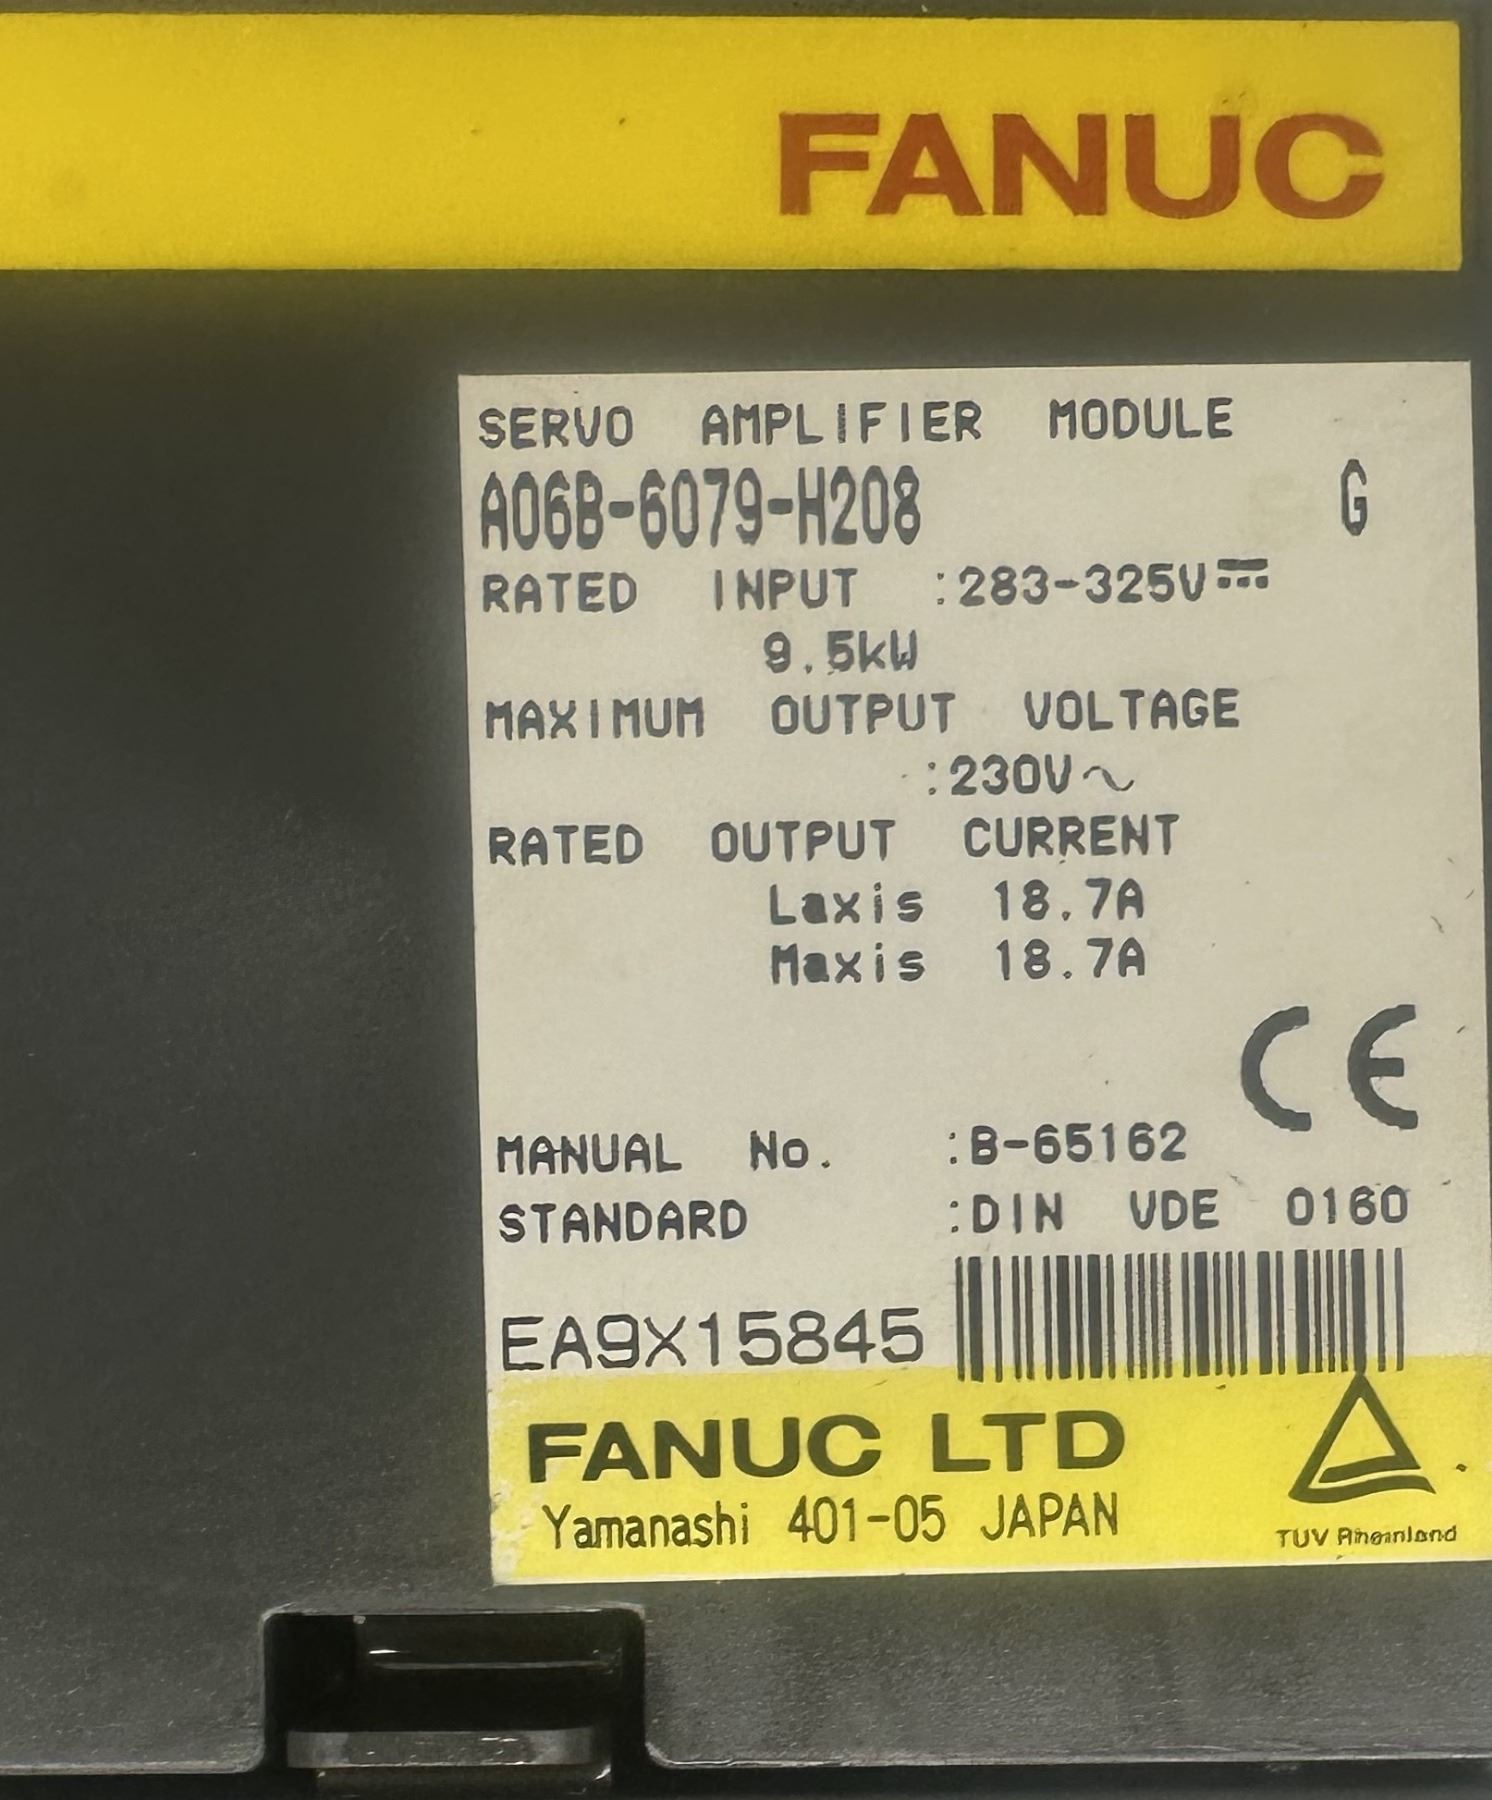 FANUC
SERVO AMPLIFIER MODULE
A06B-6079-H208 G
RATED INPUT :283-325V⎓
9.5kW
MAXIMUM OUTPUT VOLTAGE
:230V～
RATED OUTPUT CURRENT
Laxis 18.7A
Maxis 18.7A
CE
MANUAL No. :B-65162
STANDARD :DIN VDE 0160
EA9X15845
FANUC LTD
Yamanashi 401-05 JAPAN
TUV Rheinland